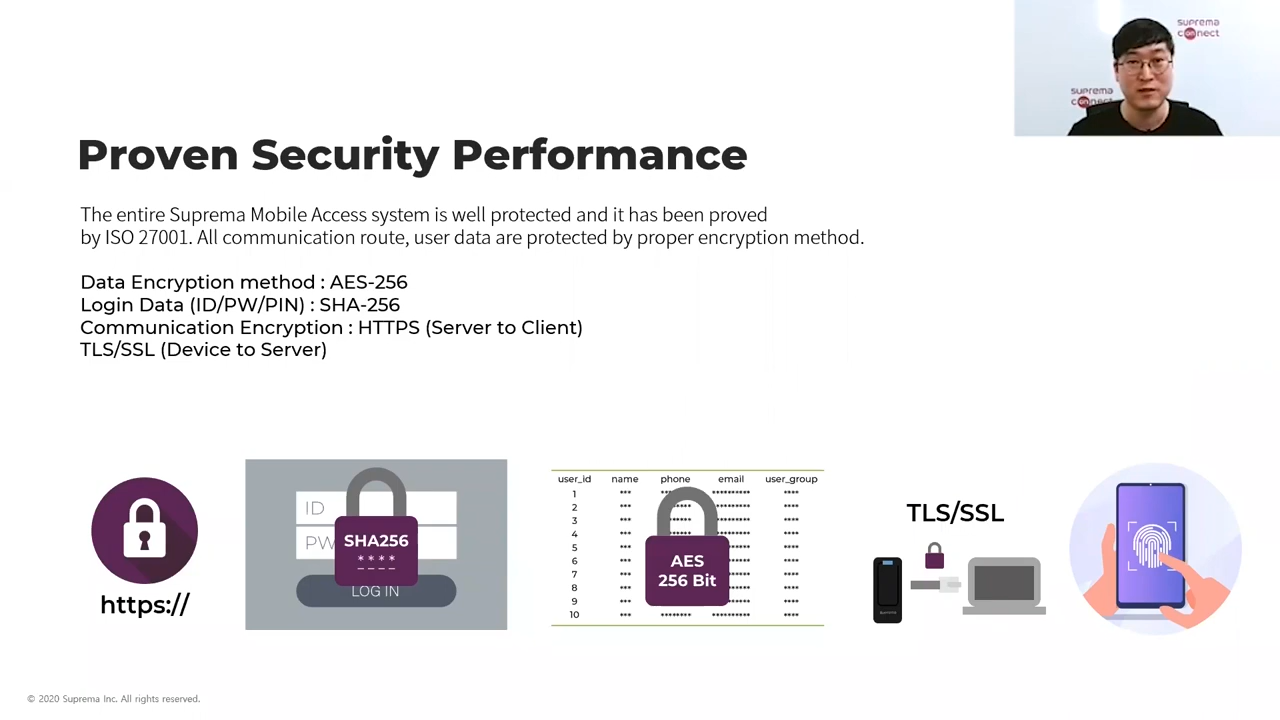 suprema
connect
suprema
connect
Proven Security Performance
The entire Suprema Mobile Access system is well protected and it has been proved
by ISO 27001. All communication route, user data are protected by proper encryption method.
Data Encryption method : AES-256
Login Data (ID/PW/PIN) : SHA-256
Communication Encryption : HTTPS (Server to Client)
TLS/SSL (Device to Server)
https://
ID
PW
SHA256
* * * *
LOG IN
user_id name phone email user_group
1 *** ******** ********** ****
2 *** ******** ********** ****
3 *** ******** ********** ****
4 *** ******** ********** ****
5 *** ******** ********** ****
6 *** ******** ********** ****
7 *** ******** ********** ****
8 *** ******** ********** ****
9 *** ******** ********** ****
10 *** ******** ********** ****
AES
256 Bit
TLS/SSL
suprema
© 2020 Suprema Inc. All rights reserved.